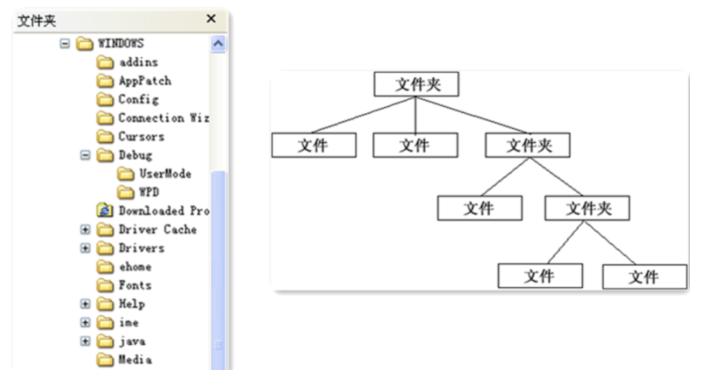 文件夹 ×
WINDOWS
addins
AppPatch
Config
Connection Wiz
Cursors
Debug
UserMode
WPD
Downloaded Pro
Driver Cache
Drivers
ehome
Fonts
Help
ime
java
Media
文件夹
文件 文件 文件夹
文件 文件夹
文件 文件